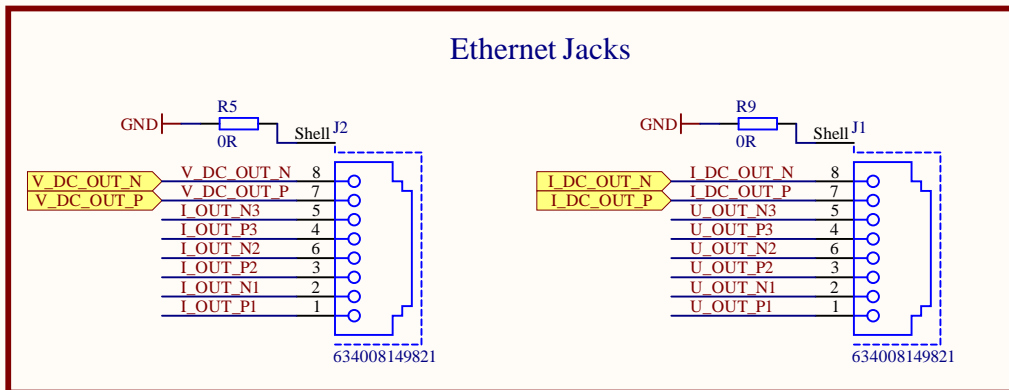 Ethernet Jacks
R5
GND
0R
Shell
J2
V_DC_OUT_N
V_DC_OUT_N
8
V_DC_OUT_P
V_DC_OUT_P
7
I_OUT_N3
5
I_OUT_P3
4
I_OUT_N2
6
I_OUT_P2
3
I_OUT_N1
2
I_OUT_P1
1
634008149821
R9
GND
0R
Shell
J1
I_DC_OUT_N
I_DC_OUT_N
8
I_DC_OUT_P
I_DC_OUT_P
7
U_OUT_N3
5
U_OUT_P3
4
U_OUT_N2
6
U_OUT_P2
3
U_OUT_N1
2
U_OUT_P1
1
634008149821